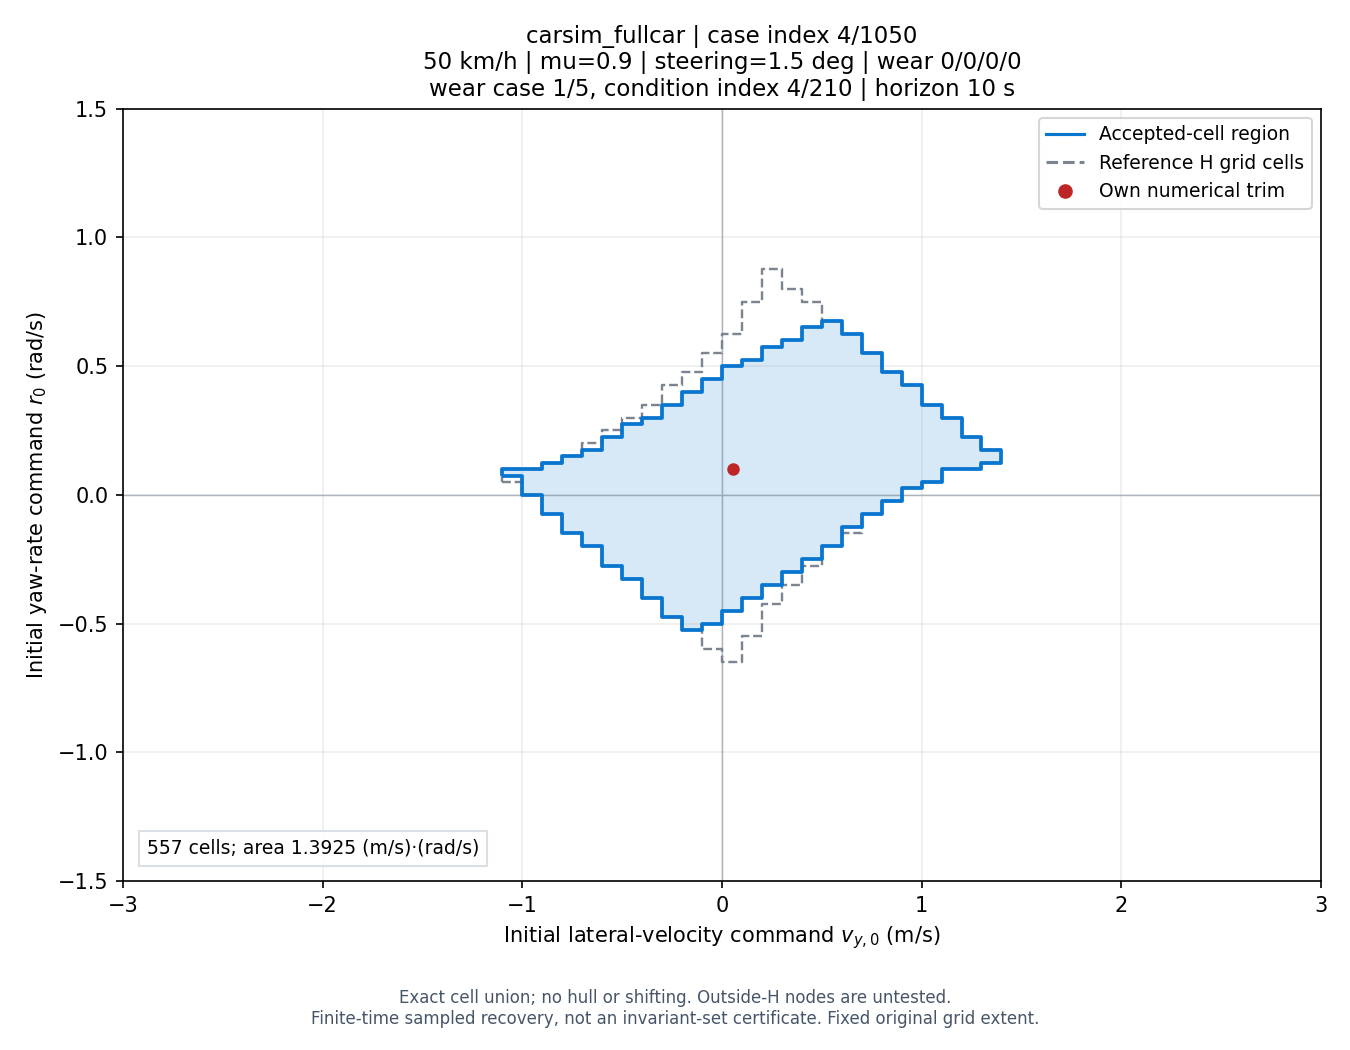 carsim_fullcar | case index 4/1050
50 km/h | mu=0.9 | steering=1.5 deg | wear 0/0/0/0
wear case 1/5, condition index 4/210 | horizon 10 s
Accepted-cell region
Reference H grid cells
Own numerical trim
1.5
1.0
0.5
0.0
−0.5
−1.0
−1.5
Initial yaw-rate command r₀ (rad/s)
557 cells; area 1.3925 (m/s)·(rad/s)
−3
−2
−1
0
1
2
3
Initial lateral-velocity command v_{y,0} (m/s)
Exact cell union; no hull or shifting. Outside-H nodes are untested.
Finite-time sampled recovery, not an invariant-set certificate. Fixed original grid extent.